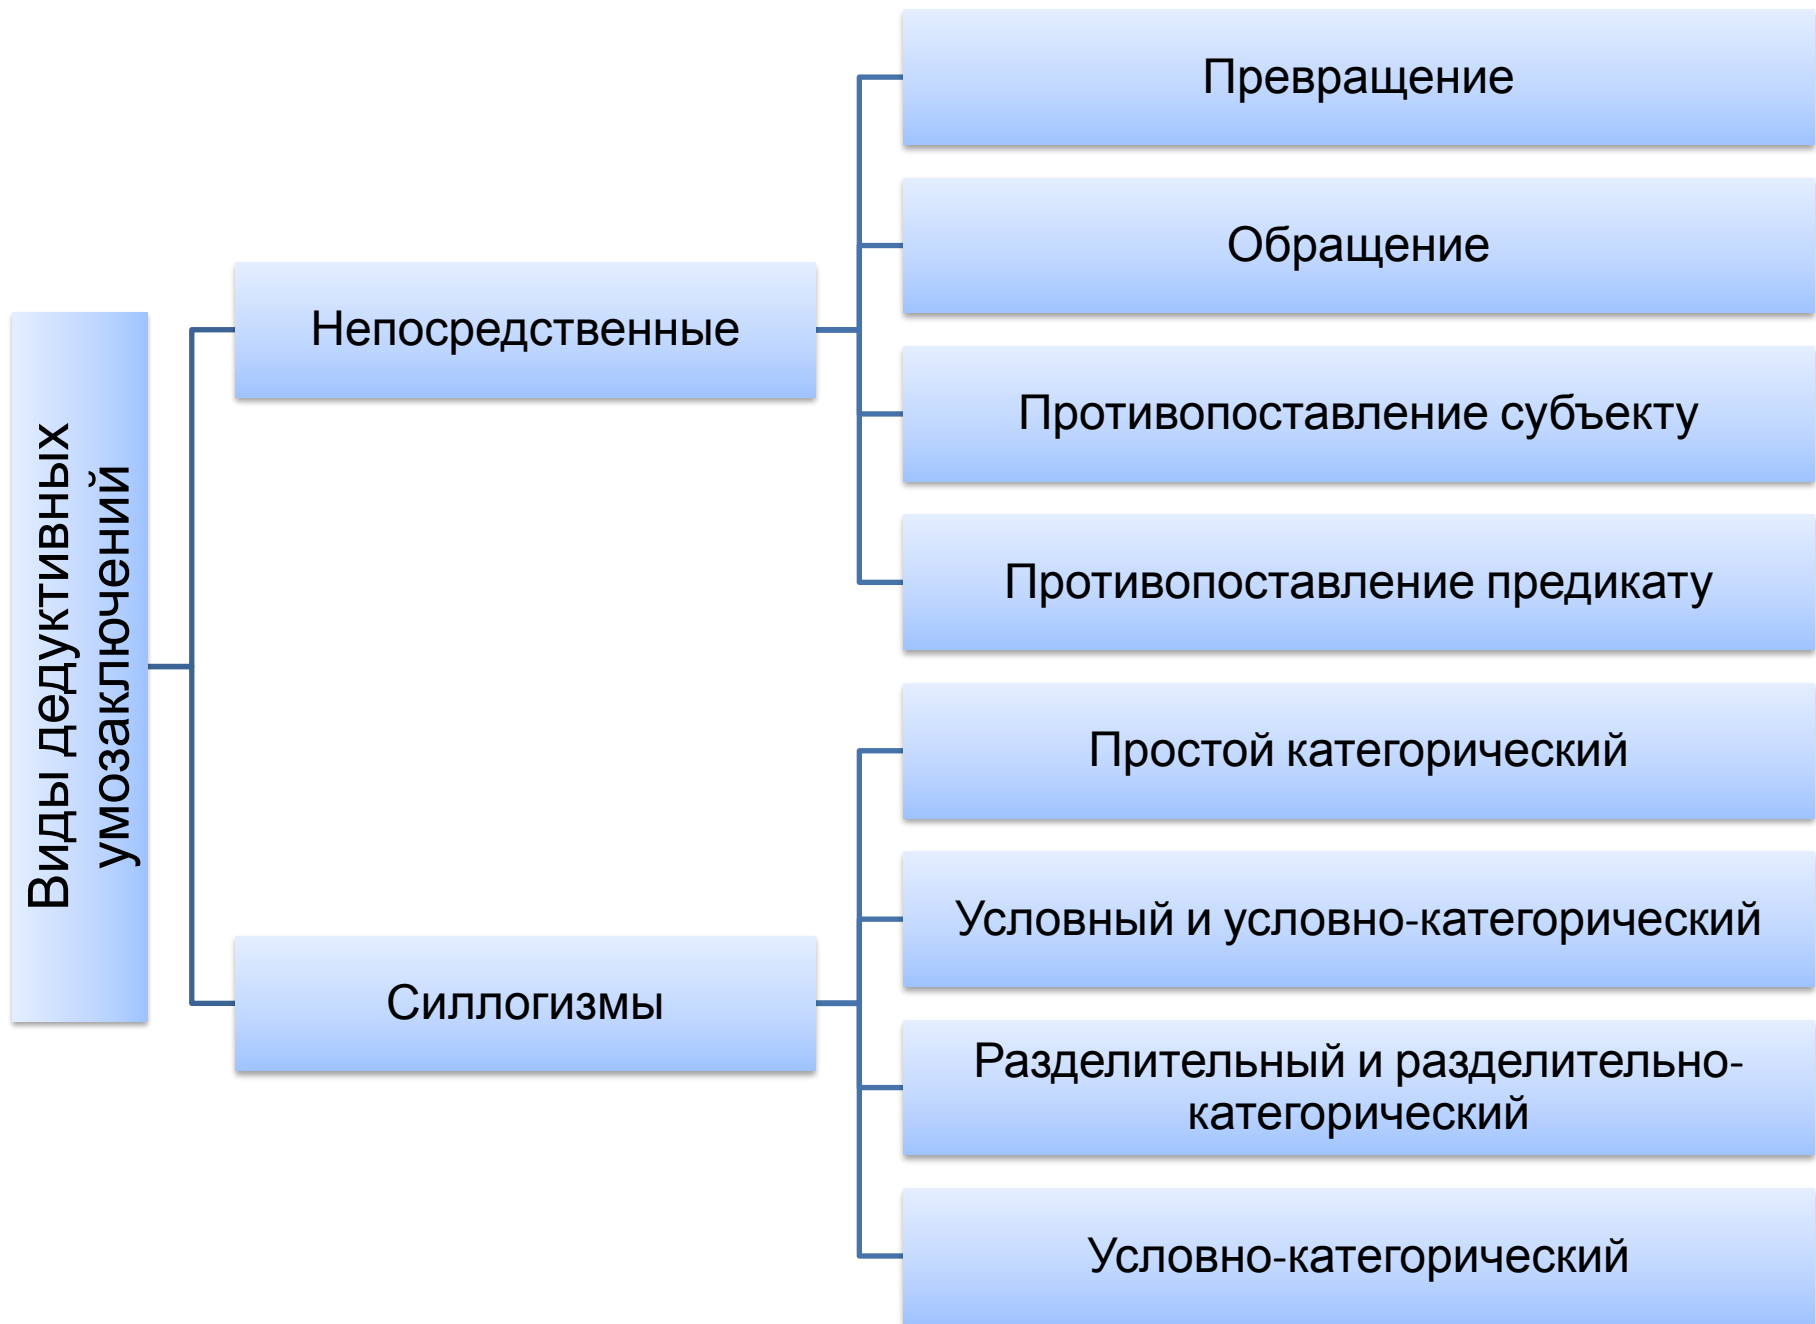 Виды дедуктивных
умозаключений
Непосредственные
Превращение
Обращение
Противопоставление субъекту
Противопоставление предикату
Силлогизмы
Простой категорический
Условный и условно-категорический
Разделительный и разделительно-
категорический
Условно-категорический